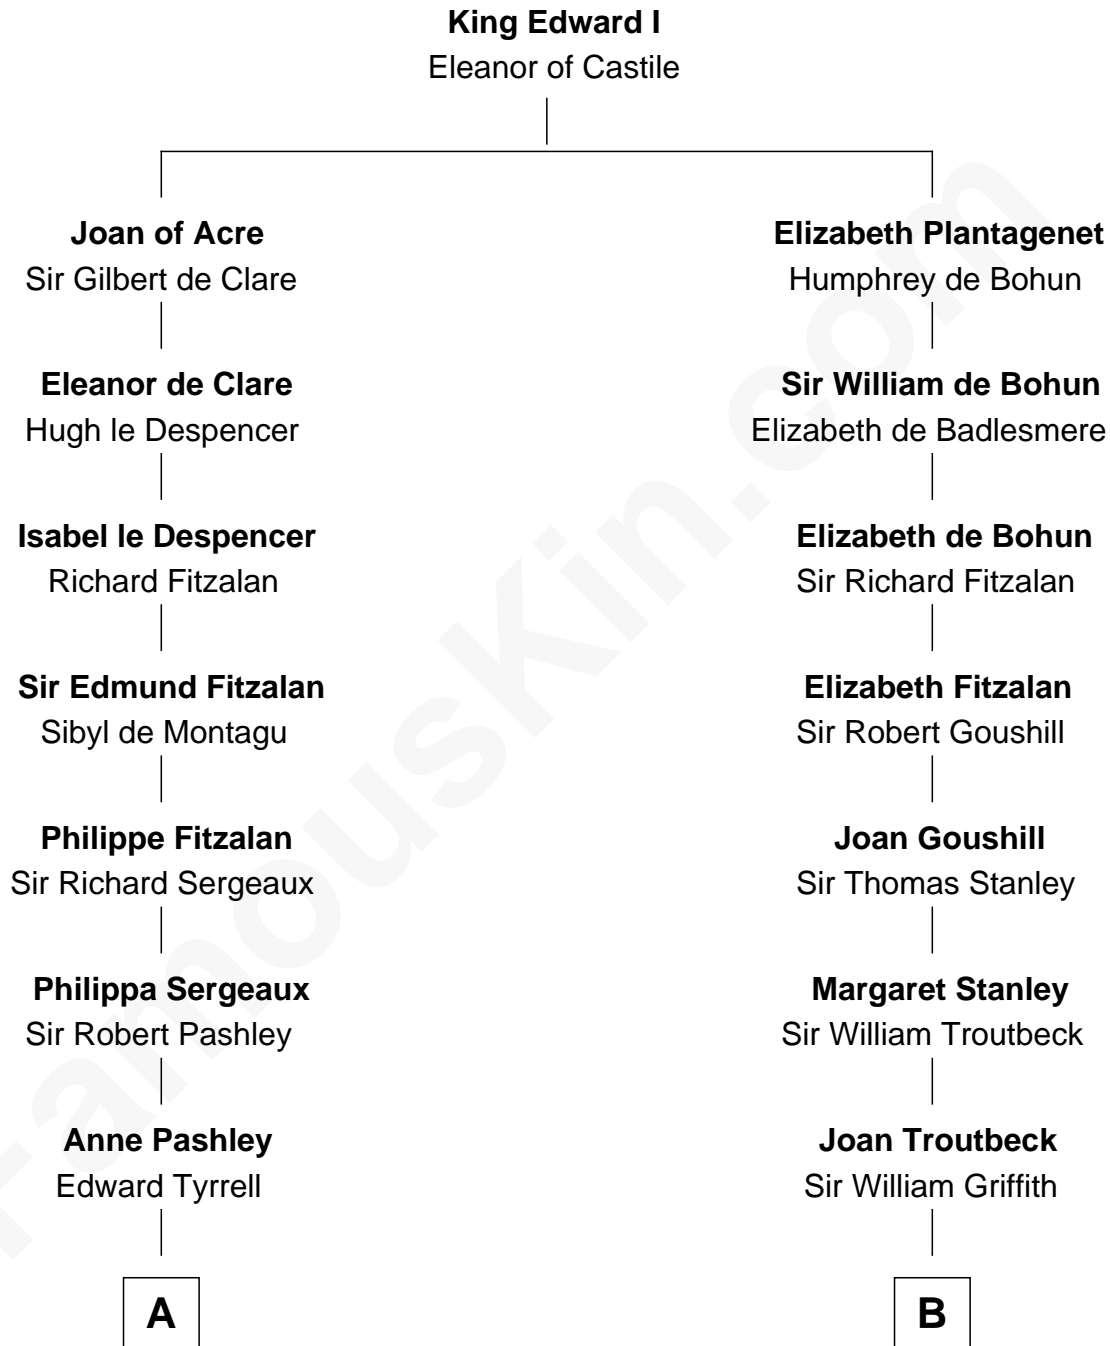 King Edward I
Eleanor of Castile
Joan of Acre
Sir Gilbert de Clare
Elizabeth Plantagenet
Humphrey de Bohun
Eleanor de Clare
Hugh le Despencer
Sir William de Bohun
Elizabeth de Badlesmere
Isabel le Despencer
Richard Fitzalan
Elizabeth de Bohun
Sir Richard Fitzalan
Sir Edmund Fitzalan
Sibyl de Montagu
Elizabeth Fitzalan
Sir Robert Goushill
Philippe Fitzalan
Sir Richard Sergeaux
Joan Goushill
Sir Thomas Stanley
Philippa Sergeaux
Sir Robert Pashley
Margaret Stanley
Sir William Troutbeck
Anne Pashley
Edward Tyrrell
Joan Troutbeck
Sir William Griffith
A
B
FamousKin.com